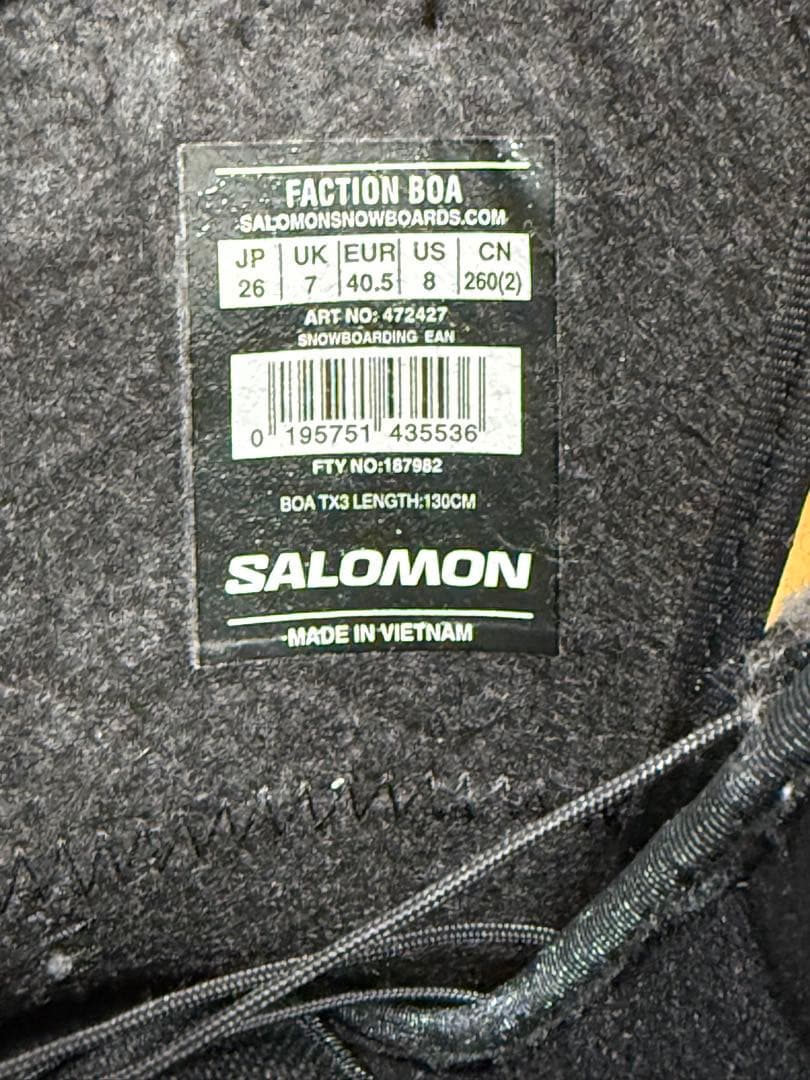 FACTION BOA
SALOMONSNOWBOARDS.COM
JP UK EUR US CN
26 7 40.5 8 260(2)
ART NO: 472427
SNOWBOARDING EAN
0 195751 435536
FTY NO:187982
BOA TX3 LENGTH:130CM
SALOMON
MADE IN VIETNAM